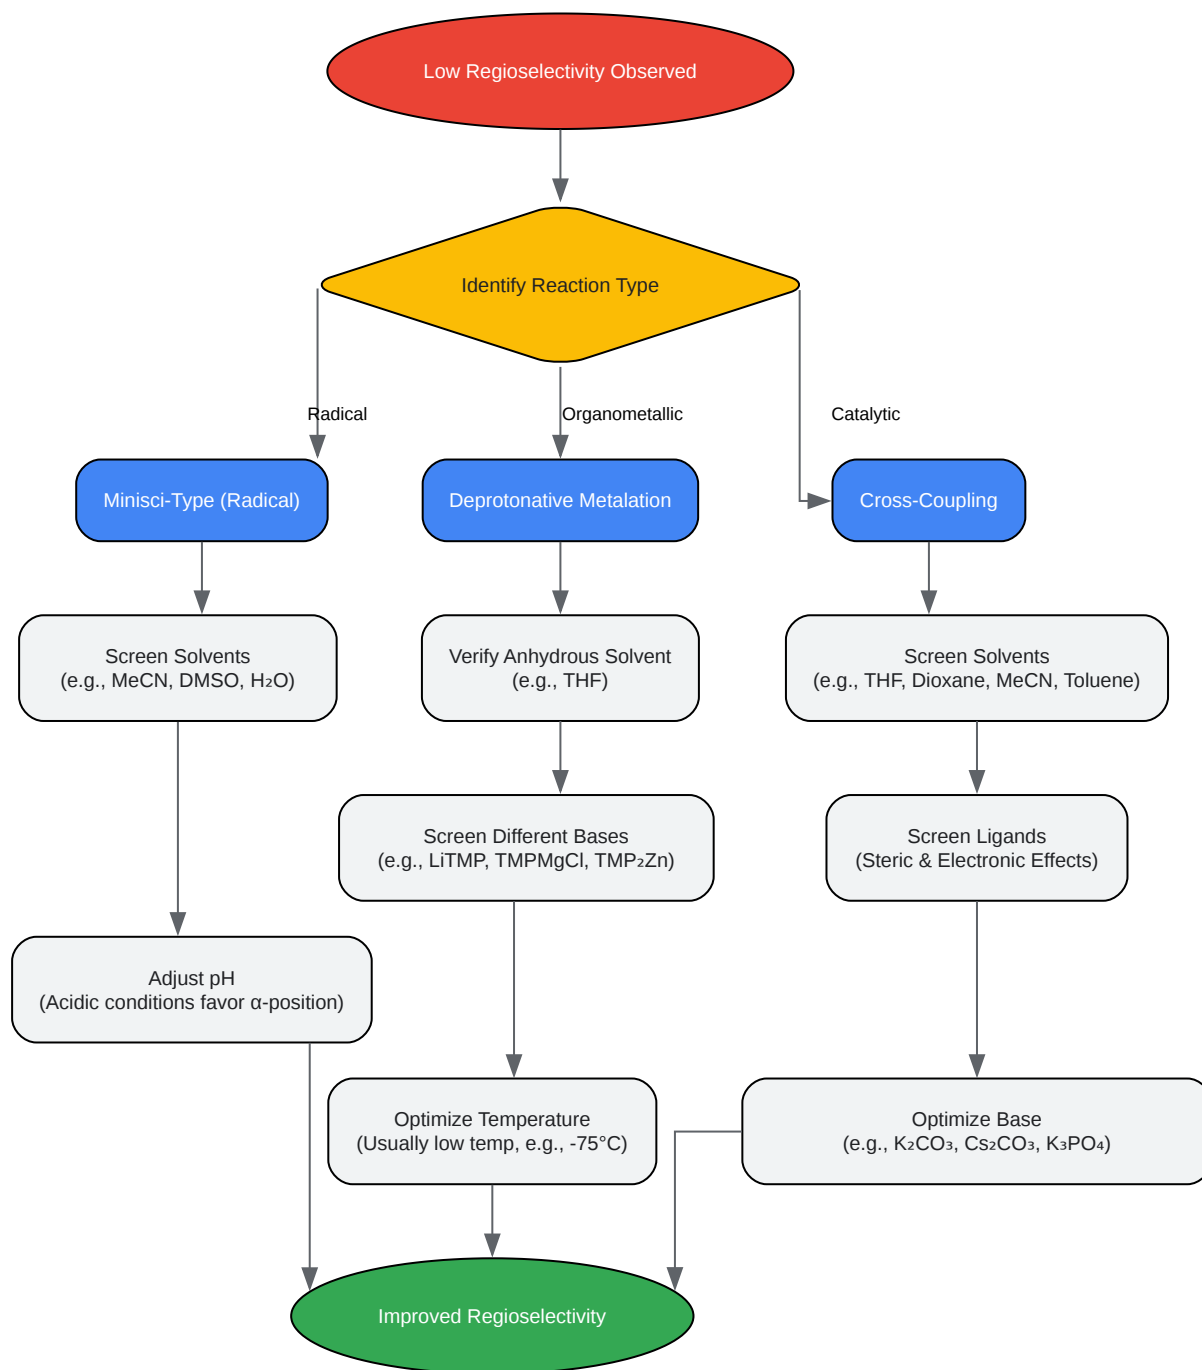 Low Regioselectivity Observed
Identify Reaction Type
Radical
Organometallic
Catalytic
Minisci-Type (Radical)
Deprotonative Metalation
Cross-Coupling
Screen Solvents
(e.g., MeCN, DMSO, H₂O)
Verify Anhydrous Solvent
(e.g., THF)
Screen Solvents
(e.g., THF, Dioxane, MeCN, Toluene)
Screen Different Bases
(e.g., LiTMP, TMPMgCl, TMP₂Zn)
Screen Ligands
(Steric & Electronic Effects)
Adjust pH
(Acidic conditions favor α-position)
Optimize Temperature
(Usually low temp, e.g., -75°C)
Optimize Base
(e.g., K₂CO₃, Cs₂CO₃, K₃PO₄)
Improved Regioselectivity